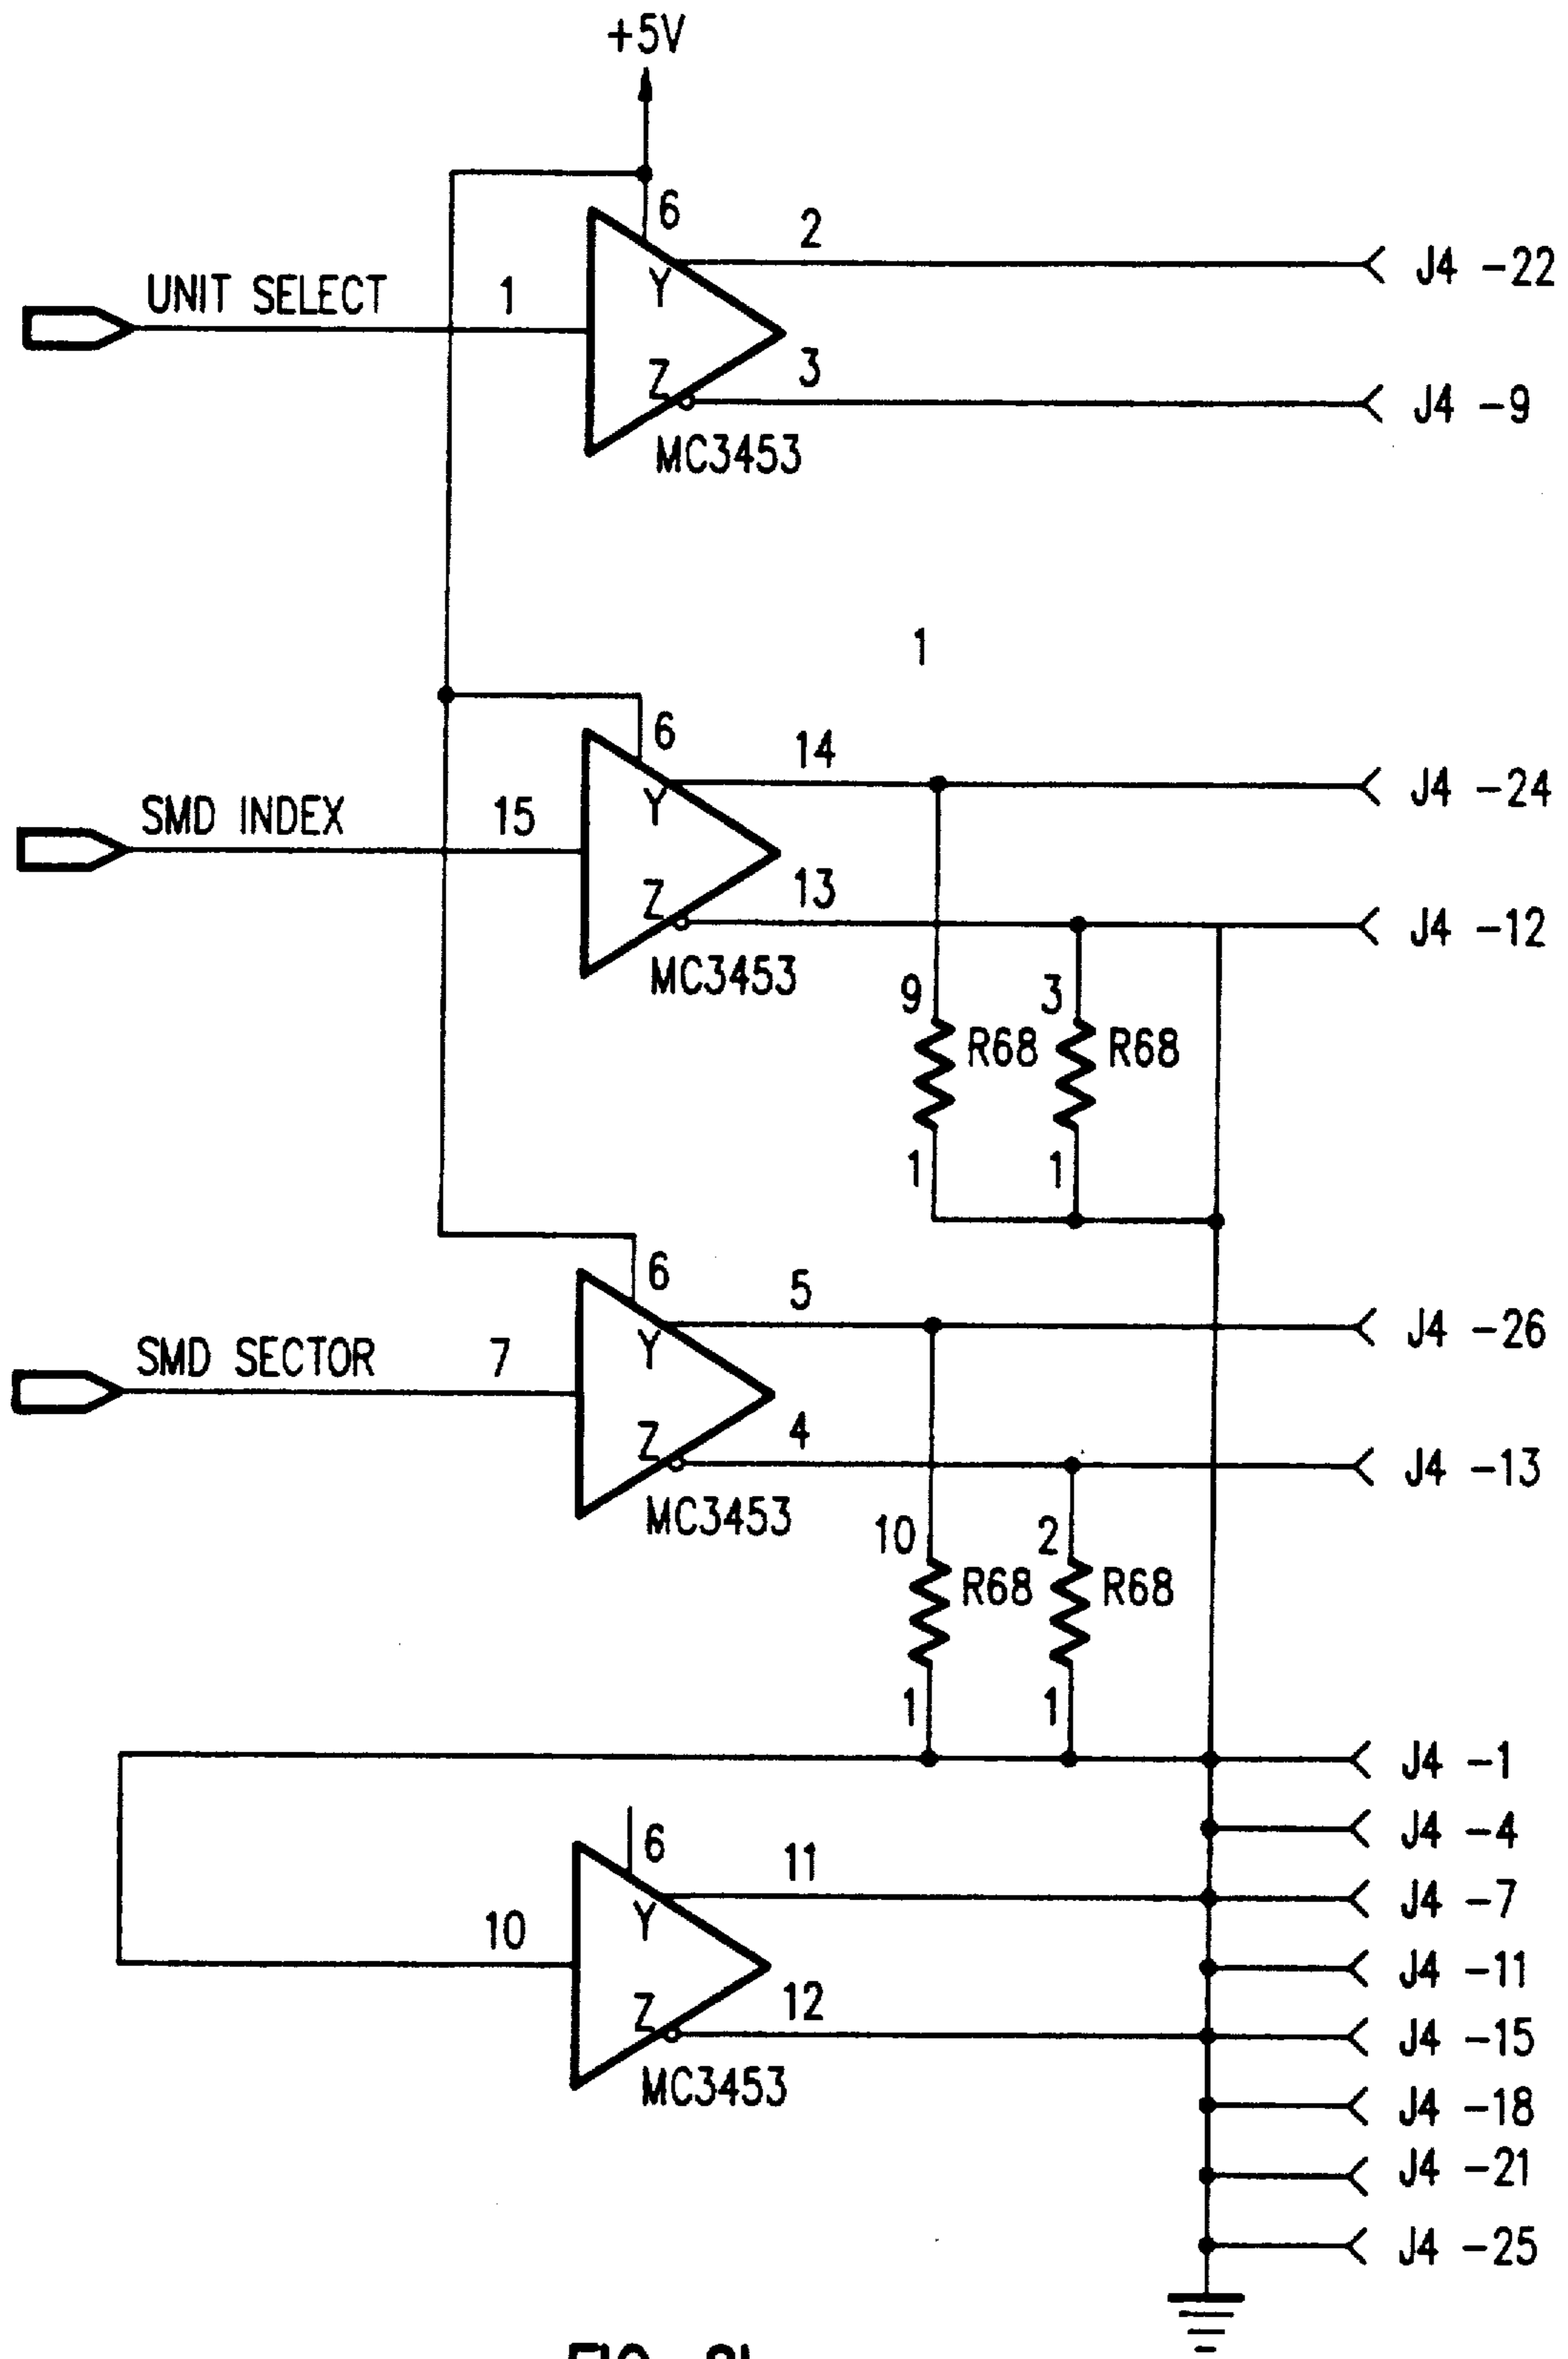 +5V
6
2
J4 -22
UNIT SELECT
1
Y
Z
3
J4 -9
MC3453
1
6
14
J4 -24
SMD INDEX
15
Y
Z
13
J4 -12
MC3453
9
R68
3
R68
1
1
6
5
J4 -26
SMD SECTOR
7
Y
Z
4
J4 -13
MC3453
10
R68
2
R68
1
1
J4 -1
J4 -4
6
11
J4 -7
10
Y
J4 -11
Z
12
J4 -15
MC3453
J4 -18
J4 -21
J4 -25